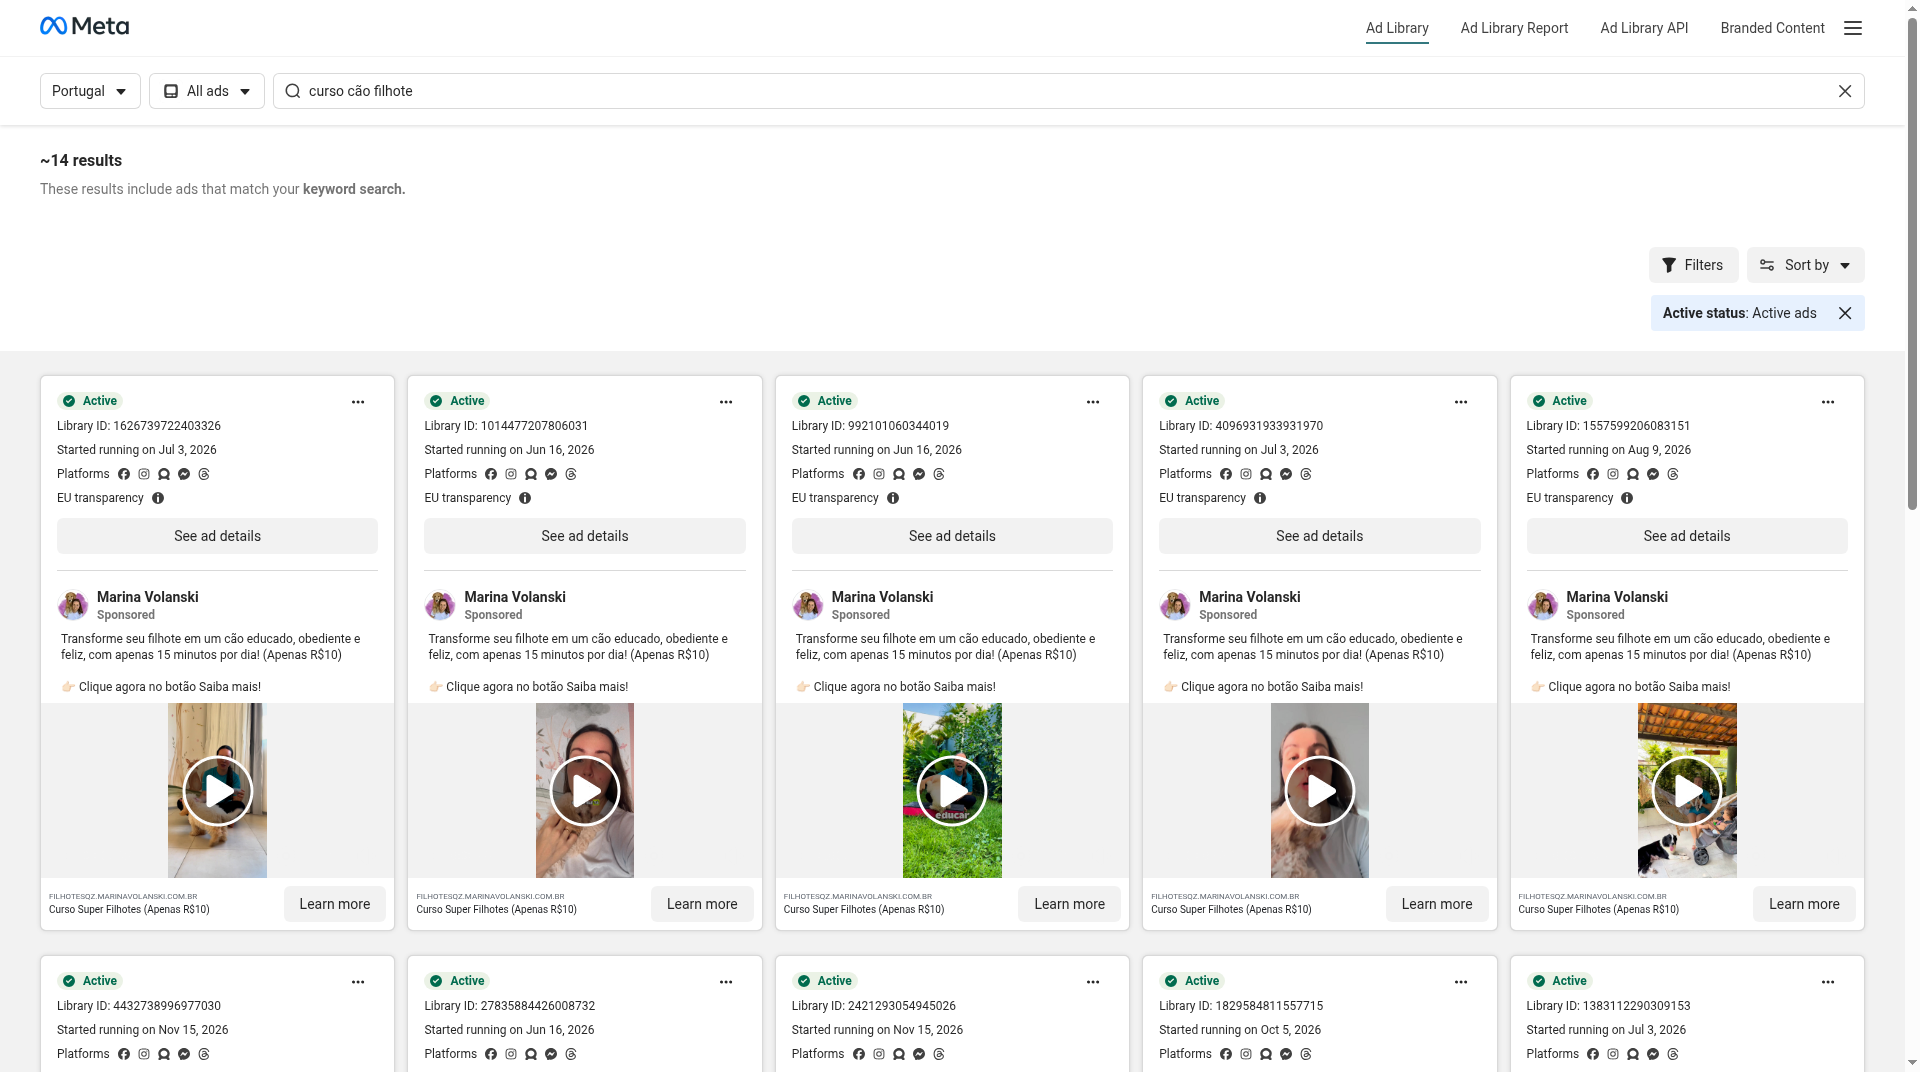 Meta
Ad Library
Ad Library Report
Ad Library API
Branded Content
Portugal
All ads
curso cão filhote
~14 results
These results include ads that match your keyword search.
Filters
Sort by
Active status: Active ads
Active
Library ID: 1626739722403326
Started running on Jul 3, 2026
Platforms
EU transparency
See ad details
Marina Volanski
Sponsored
Transforme seu filhote em um cão educado, obediente e
feliz, com apenas 15 minutos por dia! (Apenas R$10)
👉🏻 Clique agora no botão Saiba mais!
FILHOTESQZ.MARINAVOLANSKI.COM.BR
Curso Super Filhotes (Apenas R$10)
Learn more
Active
Library ID: 1014477207806031
Started running on Jun 16, 2026
Platforms
EU transparency
See ad details
Marina Volanski
Sponsored
Transforme seu filhote em um cão educado, obediente e
feliz, com apenas 15 minutos por dia! (Apenas R$10)
👉🏻 Clique agora no botão Saiba mais!
FILHOTESQZ.MARINAVOLANSKI.COM.BR
Curso Super Filhotes (Apenas R$10)
Learn more
Active
Library ID: 992101060344019
Started running on Jun 16, 2026
Platforms
EU transparency
See ad details
Marina Volanski
Sponsored
Transforme seu filhote em um cão educado, obediente e
feliz, com apenas 15 minutos por dia! (Apenas R$10)
👉🏻 Clique agora no botão Saiba mais!
educar
FILHOTESQZ.MARINAVOLANSKI.COM.BR
Curso Super Filhotes (Apenas R$10)
Learn more
Active
Library ID: 4096931933931970
Started running on Jul 3, 2026
Platforms
EU transparency
See ad details
Marina Volanski
Sponsored
Transforme seu filhote em um cão educado, obediente e
feliz, com apenas 15 minutos por dia! (Apenas R$10)
👉🏻 Clique agora no botão Saiba mais!
FILHOTESQZ.MARINAVOLANSKI.COM.BR
Curso Super Filhotes (Apenas R$10)
Learn more
Active
Library ID: 1557599206083151
Started running on Aug 9, 2026
Platforms
EU transparency
See ad details
Marina Volanski
Sponsored
Transforme seu filhote em um cão educado, obediente e
feliz, com apenas 15 minutos por dia! (Apenas R$10)
👉🏻 Clique agora no botão Saiba mais!
FILHOTESQZ.MARINAVOLANSKI.COM.BR
Curso Super Filhotes (Apenas R$10)
Learn more
Active
Library ID: 4432738996977030
Started running on Nov 15, 2026
Platforms
Active
Library ID: 27835884426008732
Started running on Jun 16, 2026
Platforms
Active
Library ID: 2421293054945026
Started running on Nov 15, 2026
Platforms
Active
Library ID: 1829584811557715
Started running on Oct 5, 2026
Platforms
Active
Library ID: 1383112290309153
Started running on Jul 3, 2026
Platforms